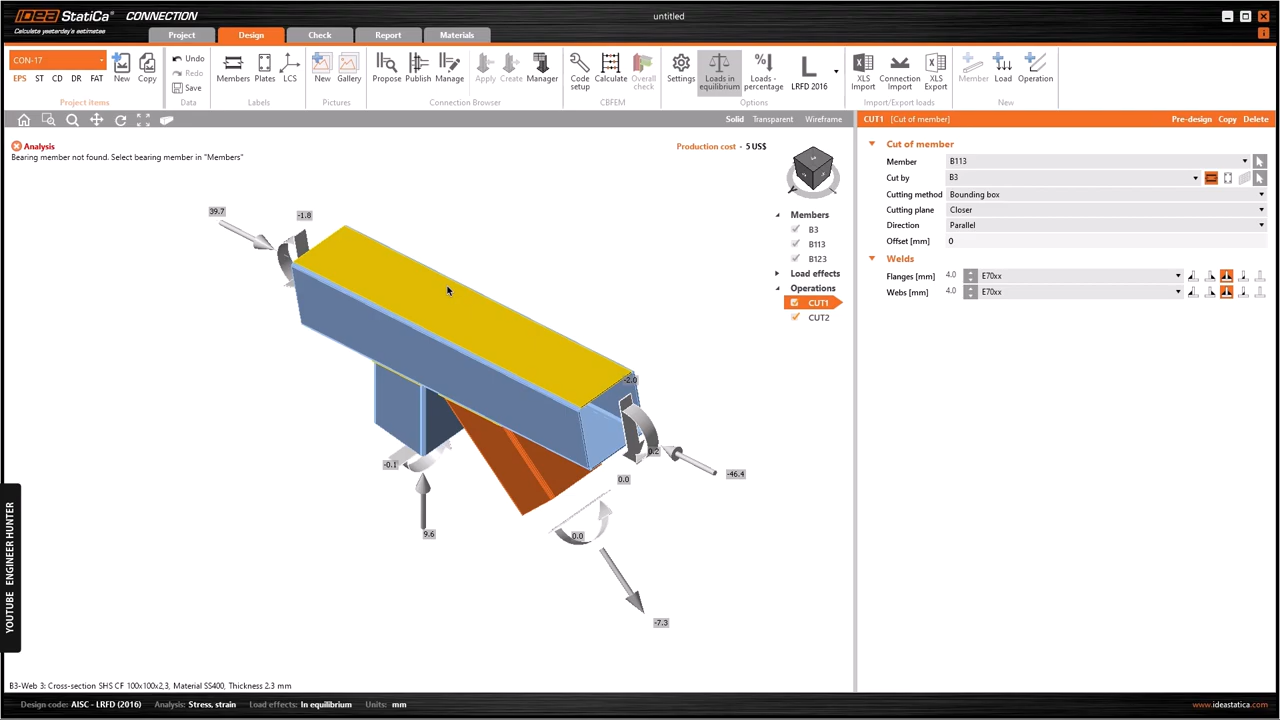 IDEA StatiCa® CONNECTION
Calculate yesterday's estimates
untitled
Project Design Check Report Materials
CON-17
EPS ST CD DR FAT
New Copy
Undo
Redo
Save
Members Plates LCS
New Gallery
Propose Publish Manage Apply Create Manager
Code setup Calculate Overall check
Settings Loads in equilibrium Loads - percentage LRFD 2016
XLS Import Connection Import XLS Export
Member Load Operation
Project items Data Labels Pictures Connection Browser CBFEM Options Import/Export loads New
Solid Transparent Wireframe
CUT1 [Cut of member] Pre-design Copy Delete
Analysis
Bearing member not found. Select bearing member in "Members"
Production cost - 5 US$
Members
B3
B113
B123
Load effects
Operations
CUT1
CUT2
39.7
-1.8
-2.0
0.2
-46.4
-0.1
0.0
9.6
0.0
-7.3
Cut of member
Member B113
Cut by B3
Cutting method Bounding box
Cutting plane Closer
Direction Parallel
Offset [mm] 0
Welds
Flanges [mm] 4.0 E70xx
Webs [mm] 4.0 E70xx
YOUTUBE ENGINEER HUNTER
B3-Web 3: Cross-section SHS CF 100x100x2,3, Material SS400, Thickness 2.3 mm
Design code: AISC - LRFD (2016) Analysis: Stress, strain Load effects: In equilibrium Units: mm
www.ideastatica.com